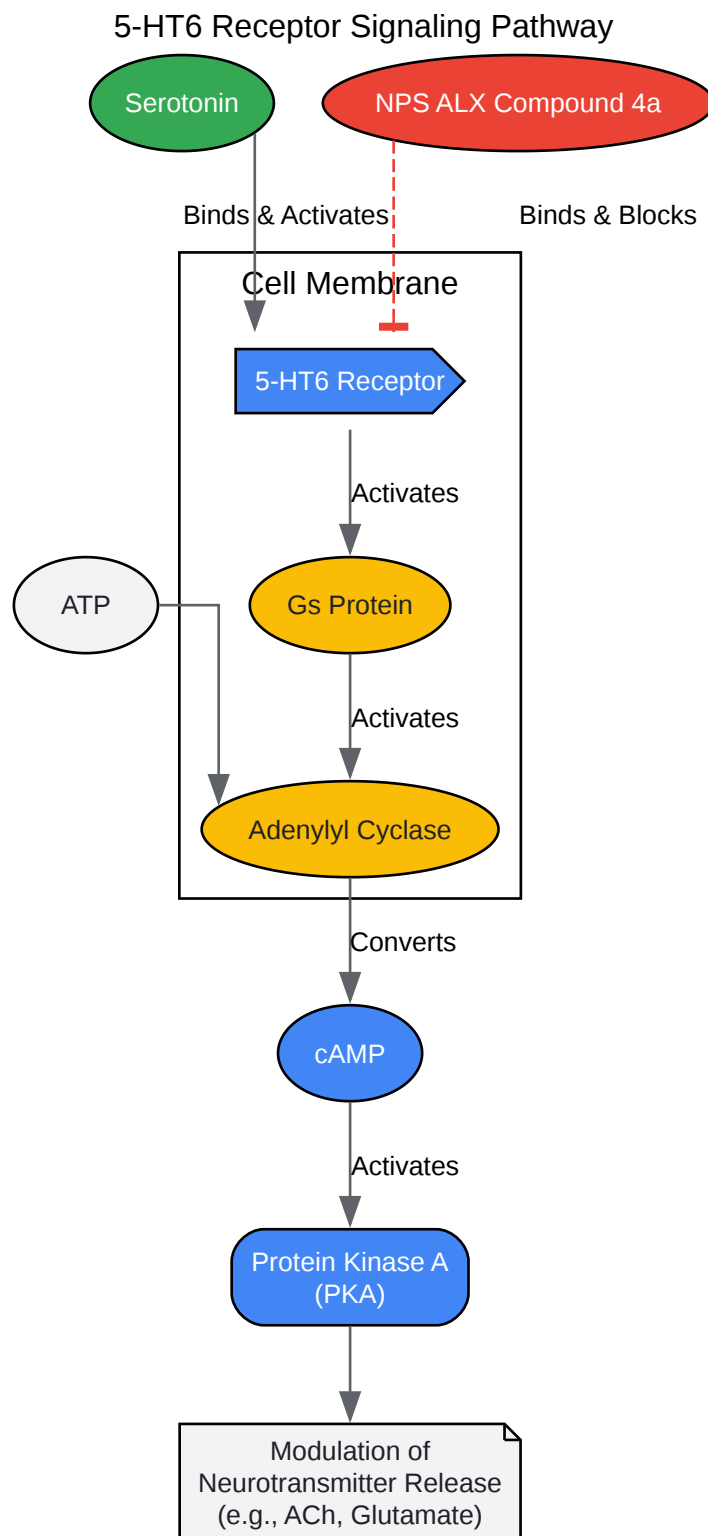 5-HT6 Receptor Signaling Pathway
Serotonin
NPS ALX Compound 4a
Binds & Activates
Binds & Blocks
Cell Membrane
5-HT6 Receptor
Activates
ATP
Gs Protein
Activates
Adenylyl Cyclase
Converts
cAMP
Activates
Protein Kinase A
(PKA)
Modulation of
Neurotransmitter Release
(e.g., ACh, Glutamate)